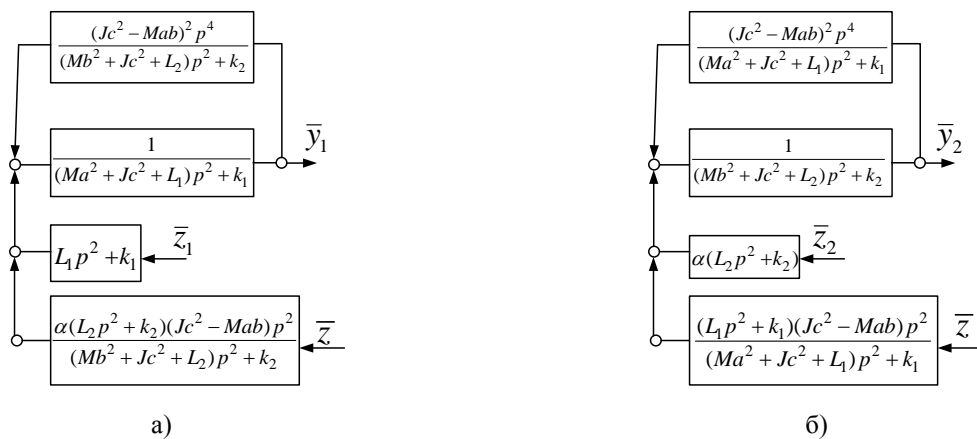 (Jc² − Mab)² p⁴ / (Mb² + Jc² + L₂)p² + k₂
1 / (Ma² + Jc² + L₁)p² + k₁
y̅₁
z̅₁
L₁p² + k₁
α(L₂p² + k₂)(Jc² − Mab)p² / (Mb² + Jc² + L₂)p² + k₂
z̅
а)
(Jc² − Mab)² p⁴ / (Ma² + Jc² + L₁)p² + k₁
1 / (Mb² + Jc² + L₂)p² + k₂
y̅₂
z̅₂
α(L₂p² + k₂)
(L₁p² + k₁)(Jc² − Mab)p² / (Ma² + Jc² + L₁)p² + k₁
z̅
б)